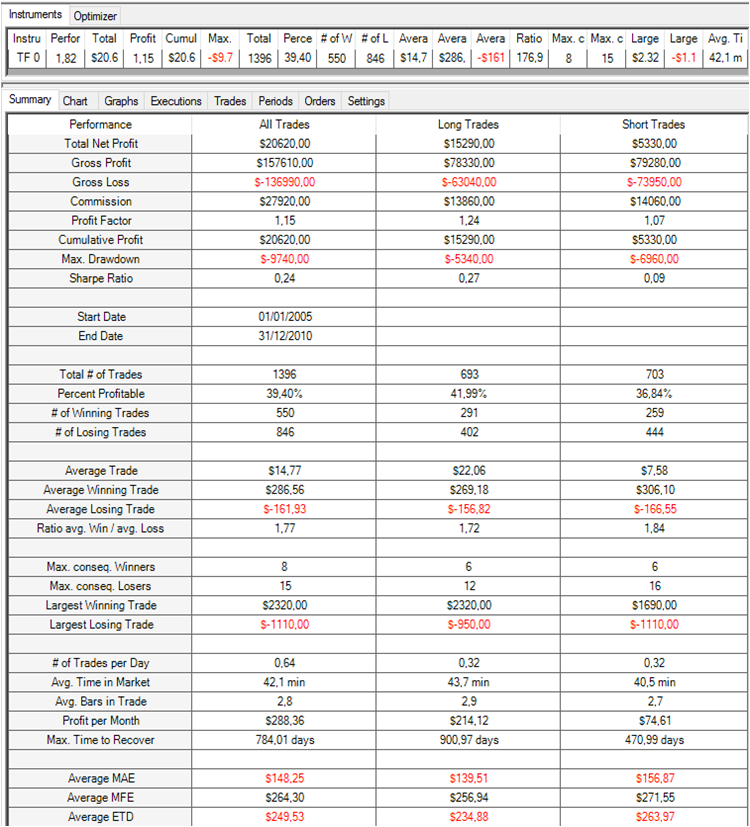 Instruments Optimizer
Instru Perfor Total Profit Cumul Max. Total Perce # of W # of L Avera Avera Avera Ratio Max. c Max. c Large Large Avg. Ti
TF 0 1,82 $20.6 1,15 $20.6 -$9.7 1396 39,40 550 846 $14,7 $286, -$161 176,9 8 15 $2.32 -$1.1 42,1 m
Summary Chart Graphs Executions Trades Periods Orders Settings
Performance All Trades Long Trades Short Trades
Total Net Profit $20620,00 $15290,00 $5330,00
Gross Profit $157610,00 $78330,00 $79280,00
Gross Loss $-136990,00 $-63040,00 $-73950,00
Commission $27920,00 $13860,00 $14060,00
Profit Factor 1,15 1,24 1,07
Cumulative Profit $20620,00 $15290,00 $5330,00
Max. Drawdown $-9740,00 $-5340,00 $-6960,00
Sharpe Ratio 0,24 0,27 0,09
Start Date 01/01/2005
End Date 31/12/2010
Total # of Trades 1396 693 703
Percent Profitable 39,40% 41,99% 36,84%
# of Winning Trades 550 291 259
# of Losing Trades 846 402 444
Average Trade $14,77 $22,06 $7,58
Average Winning Trade $286,56 $269,18 $306,10
Average Losing Trade $-161,93 $-156,82 $-166,55
Ratio avg. Win / avg. Loss 1,77 1,72 1,84
Max. conseq. Winners 8 6 6
Max. conseq. Losers 15 12 16
Largest Winning Trade $2320,00 $2320,00 $1690,00
Largest Losing Trade $-1110,00 $-950,00 $-1110,00
# of Trades per Day 0,64 0,32 0,32
Avg. Time in Market 42,1 min 43,7 min 40,5 min
Avg. Bars in Trade 2,8 2,9 2,7
Profit per Month $288,36 $214,12 $74,61
Max. Time to Recover 784,01 days 900,97 days 470,99 days
Average MAE $148,25 $139,51 $156,87
Average MFE $264,30 $256,94 $271,55
Average ETD $249,53 $234,88 $263,97